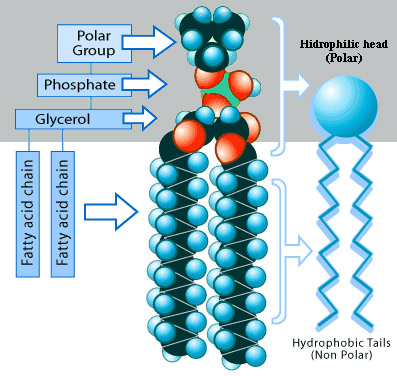 Polar
Group
Phosphate
Glycerol
Fatty acid chain
Fatty acid chain
Hidrophilic head
(Polar)
Hydrophobic Tails
(Non Polar)